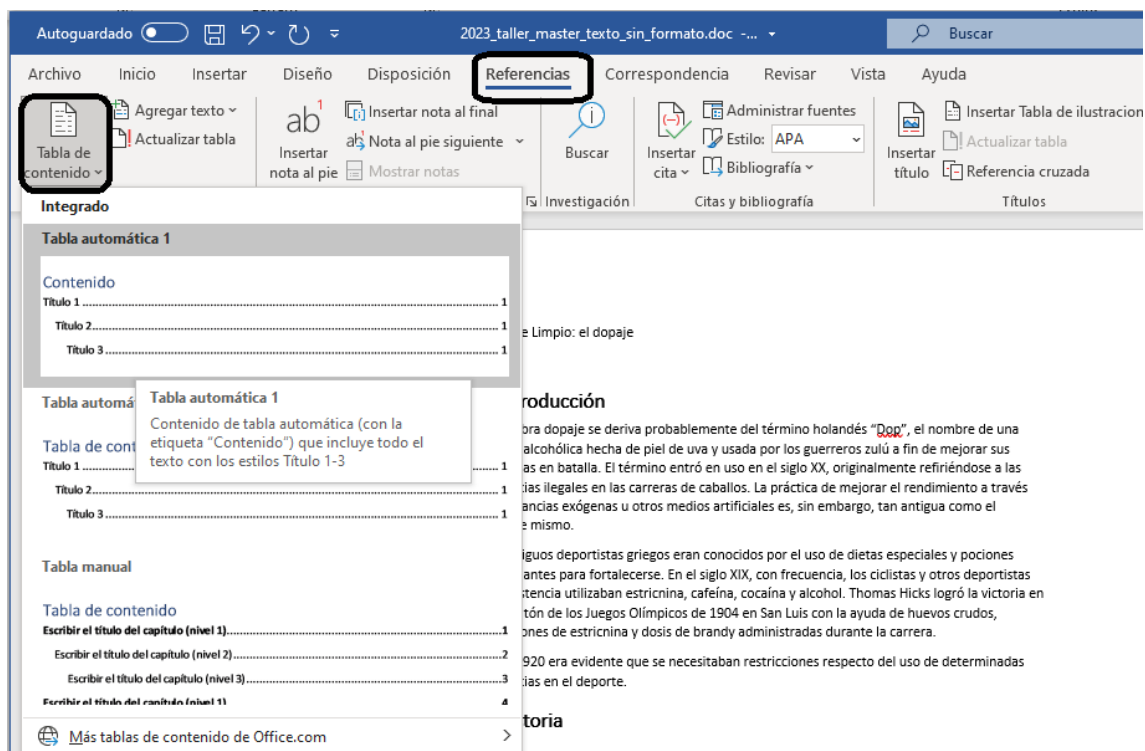 Autoguardado
2023_taller_master_texto_sin_formato.doc -...
Buscar
Archivo Inicio Insertar Diseño Disposición Referencias Correspondencia Revisar Vista Ayuda
Tabla de contenido
Agregar texto
Actualizar tabla
ab1
Insertar nota al pie
Insertar nota al final
Nota al pie siguiente
Mostrar notas
Buscar
Investigación
Insertar cita
Administrar fuentes
Estilo: APA
Bibliografía
Citas y bibliografía
Insertar título
Insertar Tabla de ilustracion
Actualizar tabla
Referencia cruzada
Títulos
Integrado
Tabla automática 1
Contenido
Título 1 ........ 1
Título 2........ 1
Título 3 ........ 1
Tabla automá
Tabla de cont
Título 1 ........ 1
Título 2........ 1
Título 3 ........ 1
Tabla automática 1
Contenido de tabla automática (con la
etiqueta "Contenido") que incluye todo el
texto con los estilos Título 1-3
Tabla manual
Tabla de contenido
Escribir el título del capítulo (nivel 1)........1
Escribir el título del capítulo (nivel 2)........2
Escribir el título del capítulo (nivel 3)........3
Escribir el título del capítulo (nivel 1)........4
Más tablas de contenido de Office.com
e Limpio: el dopaje
roducción
bra dopaje se deriva probablemente del término holandés “Dop”, el nombre de una
alcohólica hecha de piel de uva y usada por los guerreros zulú a fin de mejorar sus
as en batalla. El término entró en uso en el siglo XX, originalmente refiriéndose a las
cias ilegales en las carreras de caballos. La práctica de mejorar el rendimiento a través
ancias exógenas u otros medios artificiales es, sin embargo, tan antigua como el
e mismo.
iguos deportistas griegos eran conocidos por el uso de dietas especiales y pociones
antes para fortalecerse. En el siglo XIX, con frecuencia, los ciclistas y otros deportistas
stencia utilizaban estricnina, cafeína, cocaína y alcohol. Thomas Hicks logró la victoria en
tón de los Juegos Olímpicos de 1904 en San Luis con la ayuda de huevos crudos,
ones de estricnina y dosis de brandy administradas durante la carrera.
920 era evidente que se necesitaban restricciones respecto del uso de determinadas
cias en el deporte.
toria